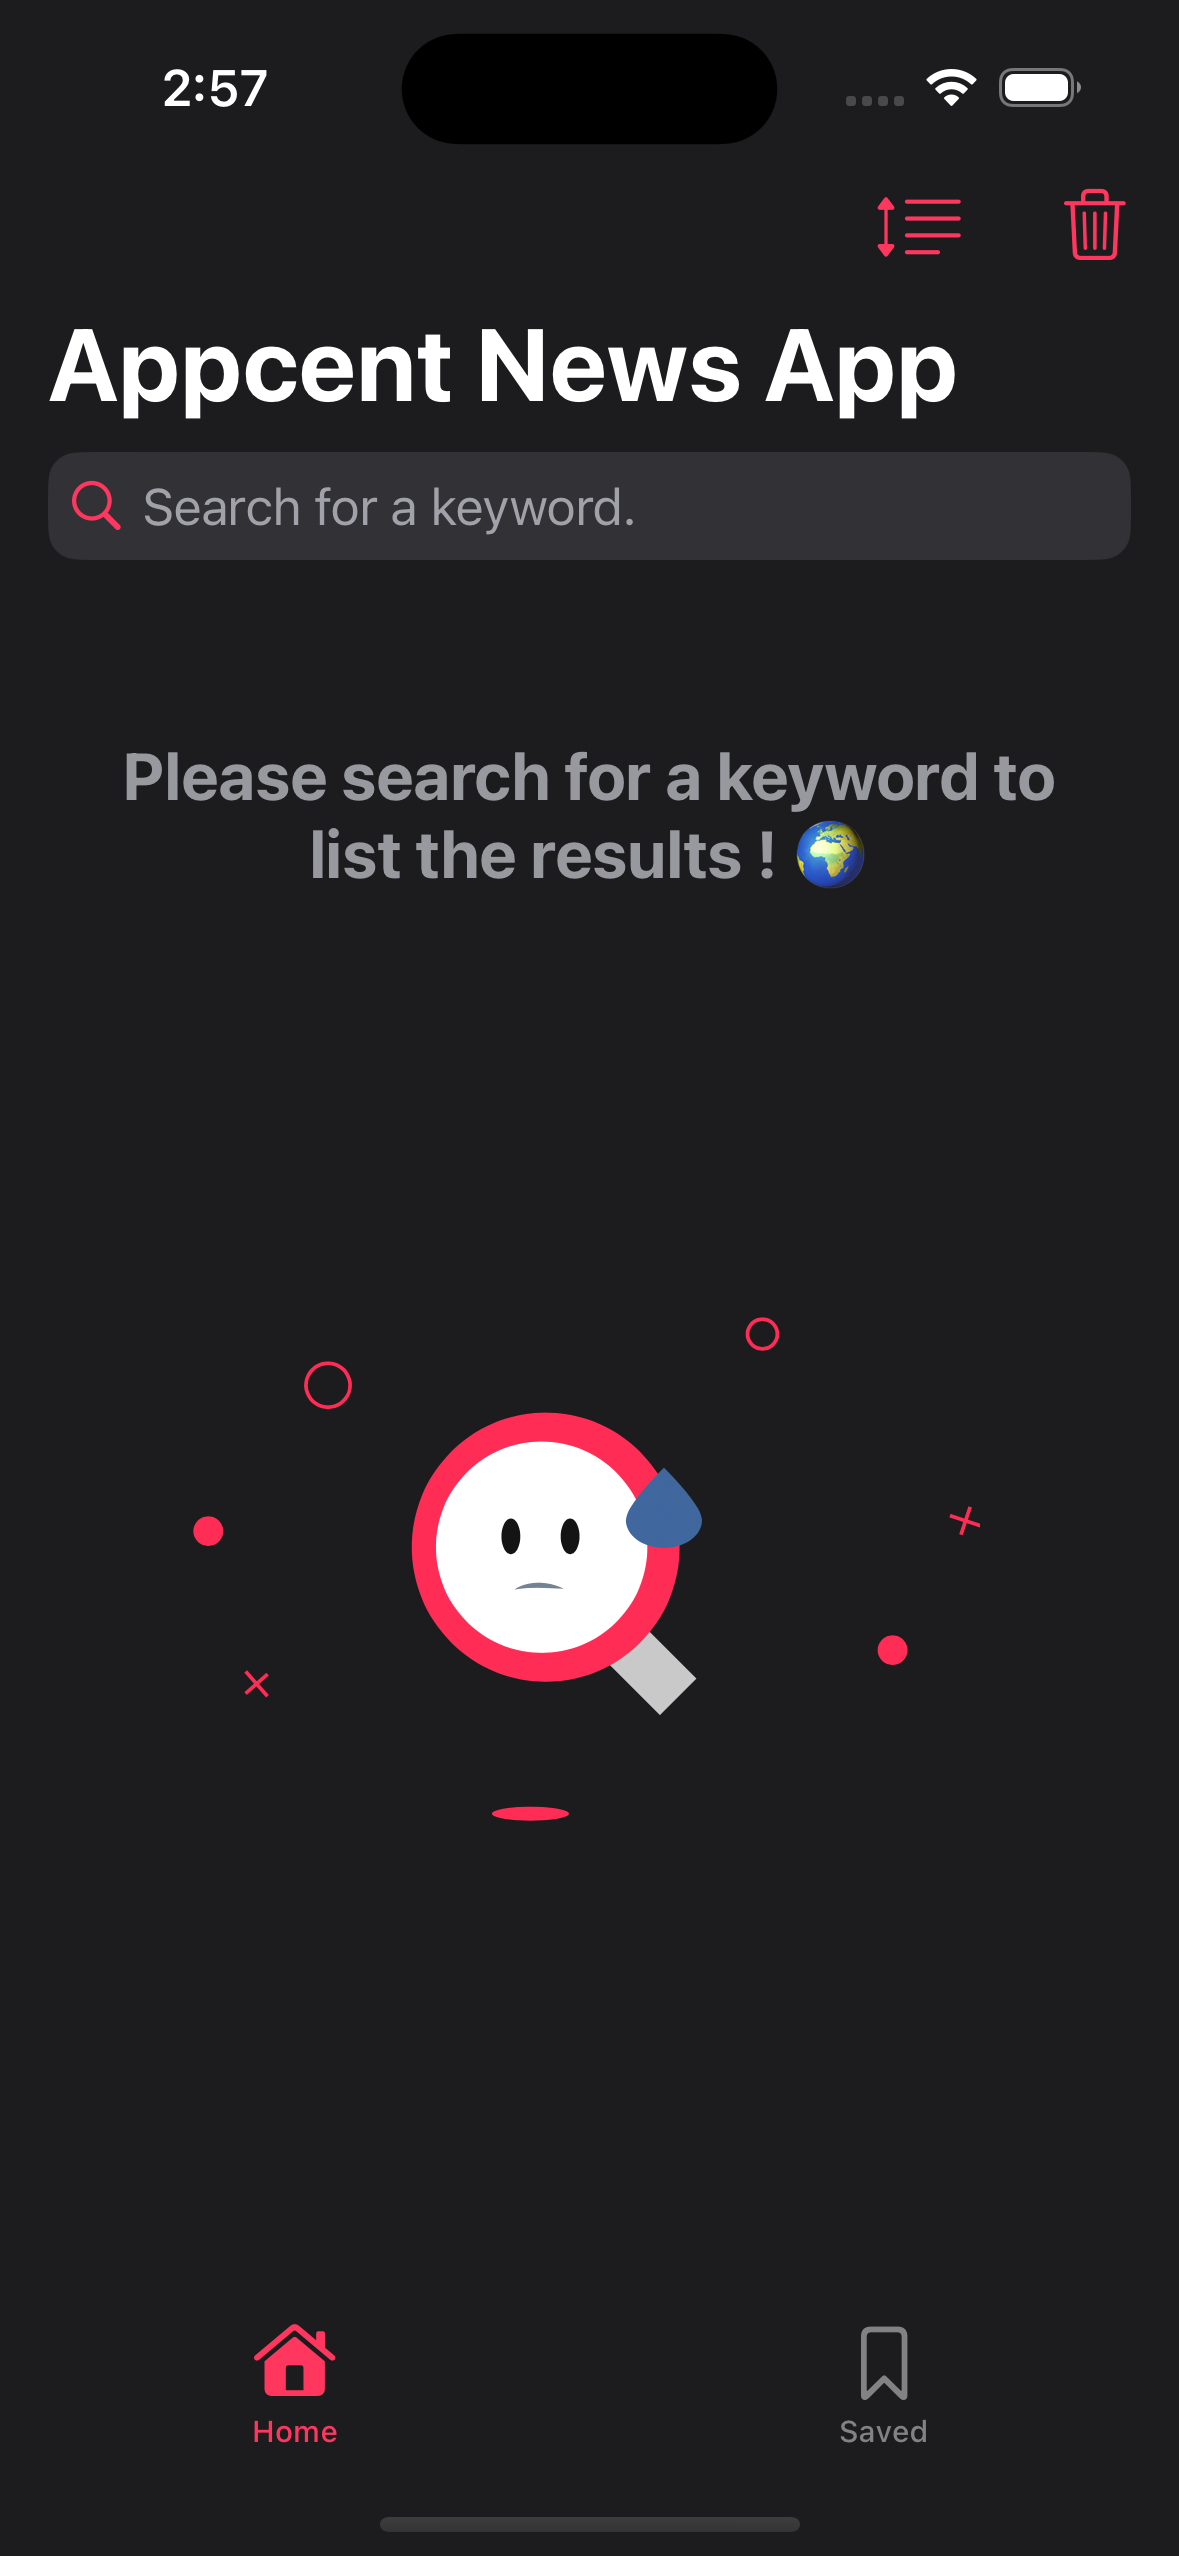 2:57
Appcent News App
Search for a keyword.
Please search for a keyword to
list the results ! 🌍
Home
Saved